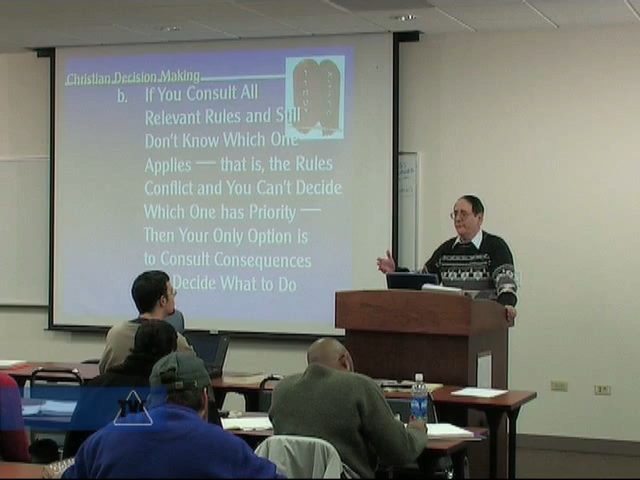 Christian Decision Making
b. If You Consult All
Relevant Rules and Still
Don't Know Which One
Applies — that is, the Rules
Conflict and You Can't Decide
Which One has Priority —
Then Your Only Option is
to Consult Consequences
Decide What to Do